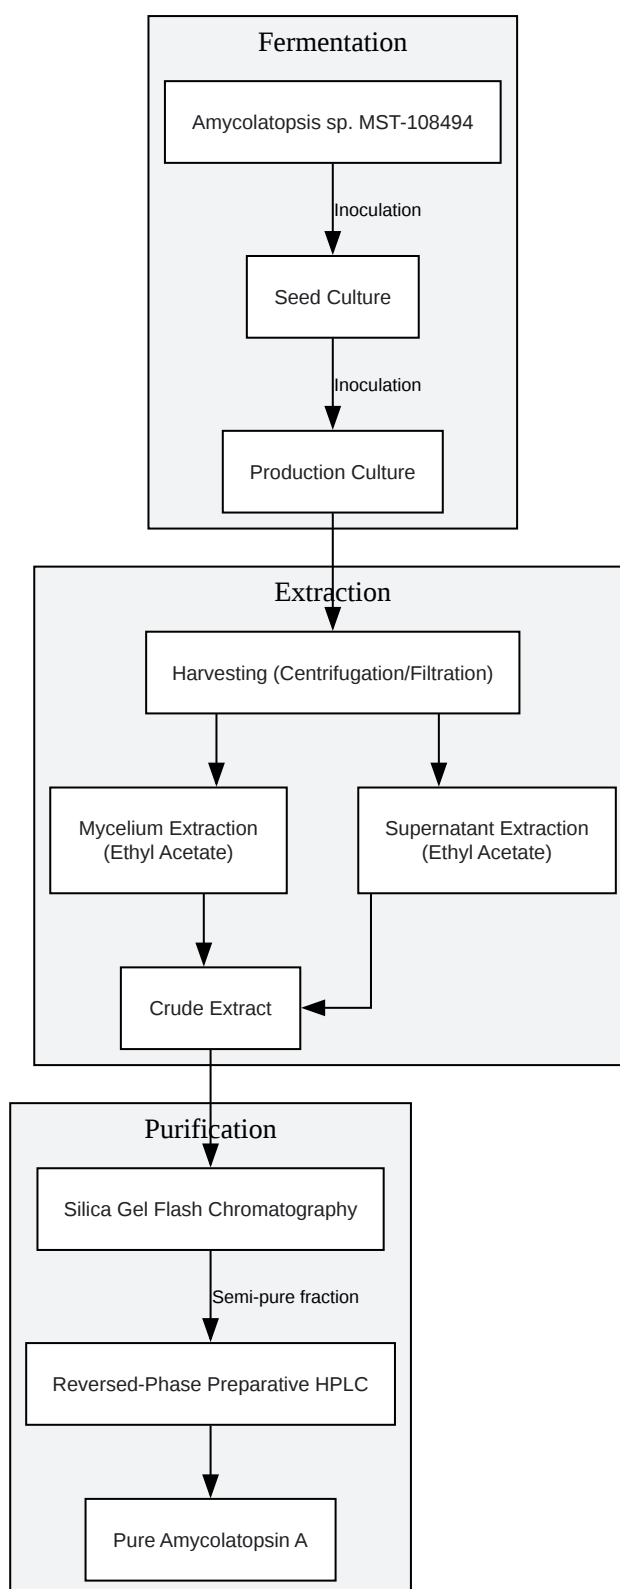 Fermentation
Amycolatopsis sp. MST-108494
Inoculation
Seed Culture
Inoculation
Production Culture
Extraction
Harvesting (Centrifugation/Filtration)
Mycelium Extraction
(Ethyl Acetate)
Supernatant Extraction
(Ethyl Acetate)
Crude Extract
Purification
Silica Gel Flash Chromatography
Semi-pure fraction
Reversed-Phase Preparative HPLC
Pure Amycolatopsin A